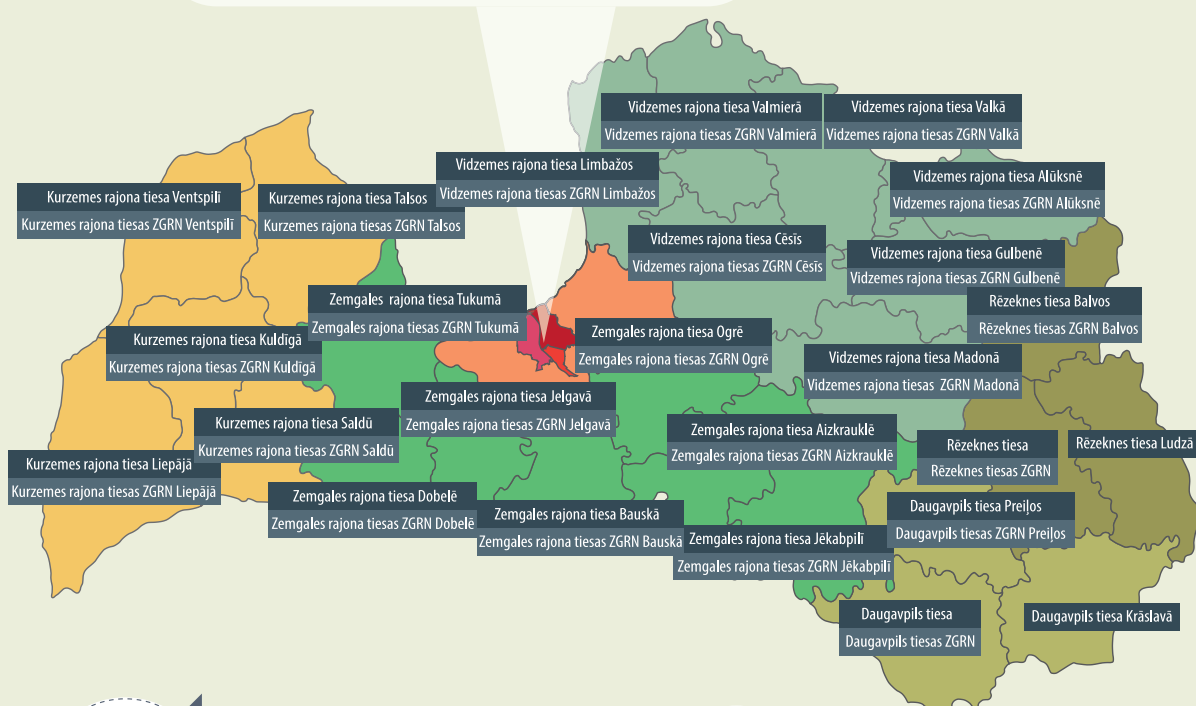 Vidzemes rajona tiesa Valmierā
Vidzemes rajona tiesas ZGRN Valmierā
Vidzemes rajona tiesa Valkā
Vidzemes rajona tiesas ZGRN Valkā
Vidzemes rajona tiesa Limbažos
Vidzemes rajona tiesas ZGRN Limbažos
Vidzemes rajona tiesa Alūksnē
Vidzemes rajona tiesas ZGRN Alūksnē
Kurzemes rajona tiesa Ventspilī
Kurzemes rajona tiesas ZGRN Ventspilī
Kurzemes rajona tiesa Talsos
Kurzemes rajona tiesas ZGRN Talsos
Vidzemes rajona tiesa Cēsīs
Vidzemes rajona tiesas ZGRN Cēsīs
Vidzemes rajona tiesa Gulbenē
Vidzemes rajona tiesas ZGRN Gulbenē
Zemgales rajona tiesa Tukumā
Zemgales rajona tiesas ZGRN Tukumā
Rēzeknes tiesa Balvos
Rēzeknes tiesas ZGRN Balvos
Kurzemes rajona tiesa Kuldīgā
Kurzemes rajona tiesas ZGRN Kuldīgā
Zemgales rajona tiesa Ogrē
Zemgales rajona tiesas ZGRN Ogrē
Vidzemes rajona tiesa Madonā
Vidzemes rajona tiesas ZGRN Madonā
Zemgales rajona tiesa Jelgavā
Zemgales rajona tiesas ZGRN Jelgavā
Kurzemes rajona tiesa Saldū
Kurzemes rajona tiesas ZGRN Saldū
Zemgales rajona tiesa Aizkrauklē
Zemgales rajona tiesas ZGRN Aizkrauklē
Rēzeknes tiesa
Rēzeknes tiesas ZGRN
Rēzeknes tiesa Ludzā
Kurzemes rajona tiesa Liepājā
Kurzemes rajona tiesas ZGRN Liepājā
Zemgales rajona tiesa Dobelē
Zemgales rajona tiesas ZGRN Dobelē
Zemgales rajona tiesa Bauskā
Zemgales rajona tiesas ZGRN Bauskā
Daugavpils tiesa Preiļos
Daugavpils tiesas ZGRN Preiļos
Zemgales rajona tiesa Jēkabpilī
Zemgales rajona tiesas ZGRN Jēkabpilī
Daugavpils tiesa
Daugavpils tiesas ZGRN
Daugavpils tiesa Krāslavā